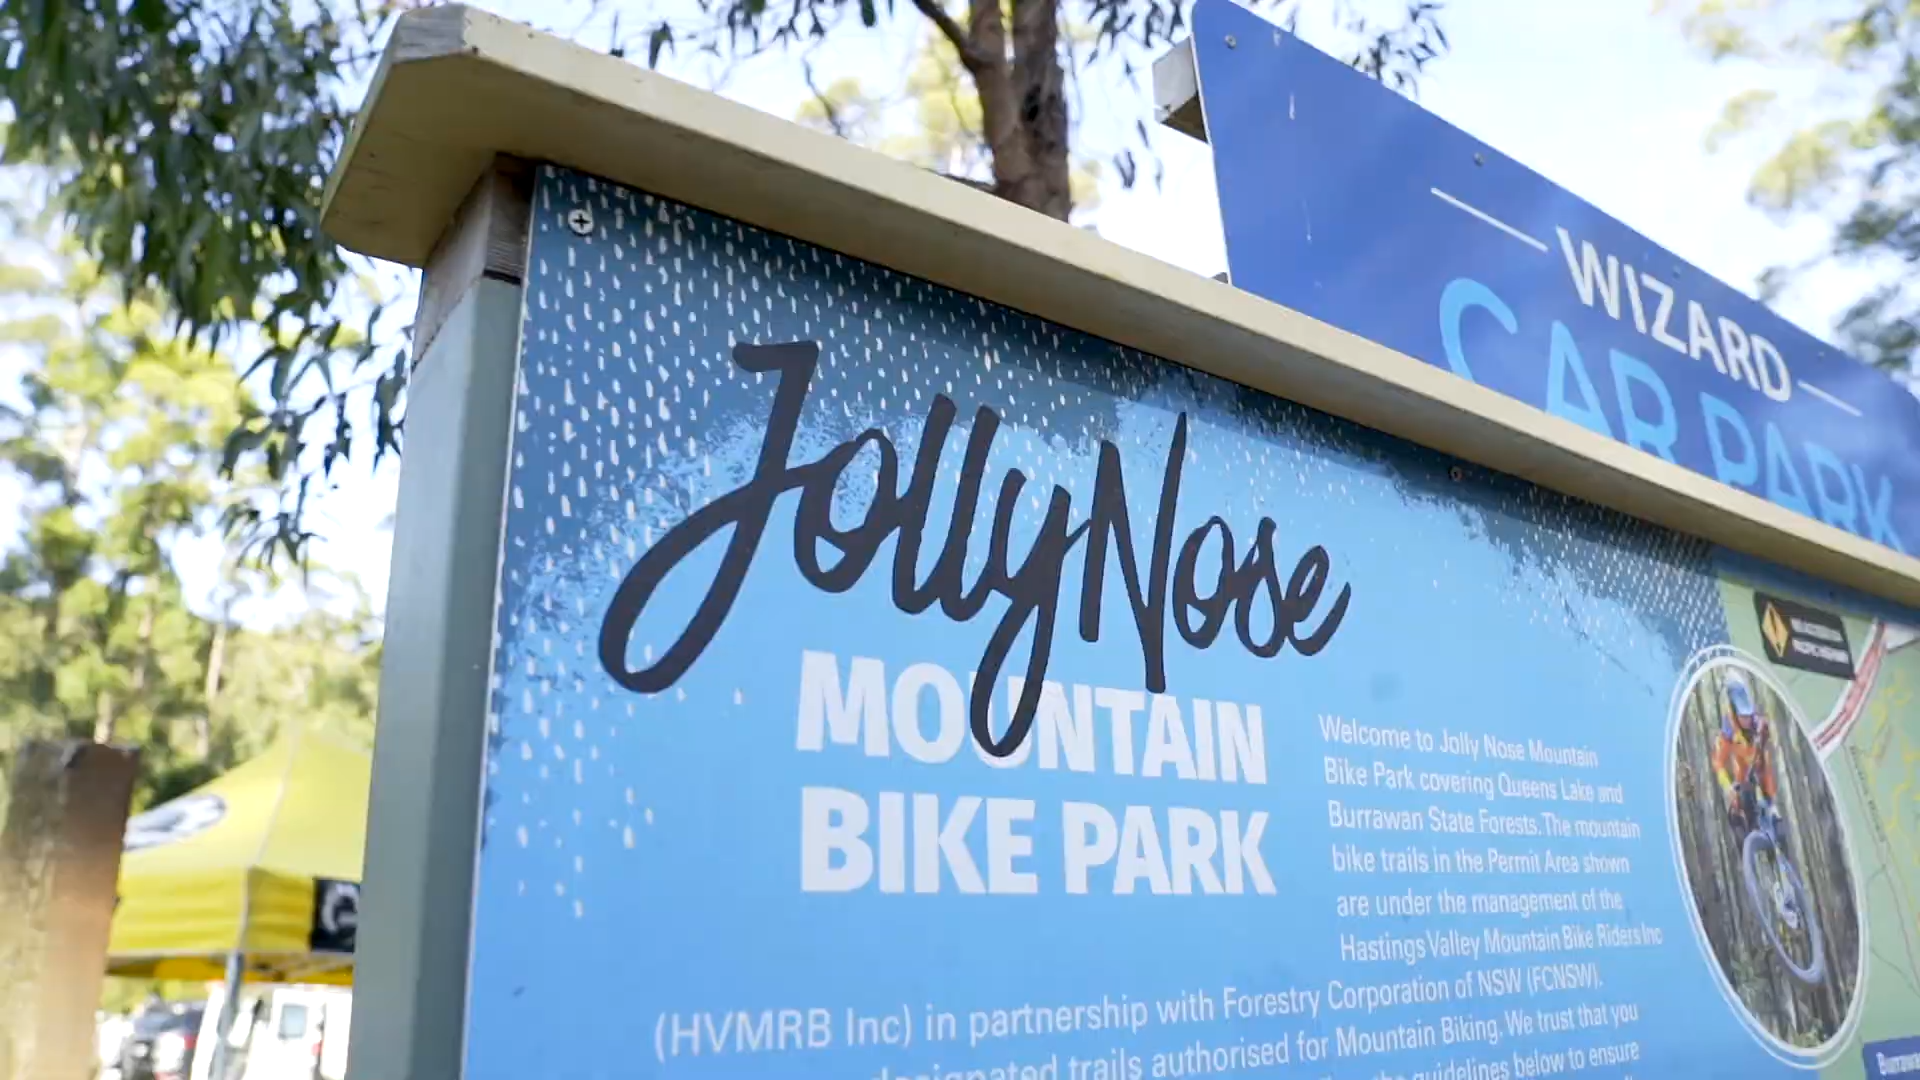 WIZARD
CAR PARK
Jolly Nose
MOUNTAIN
BIKE PARK
Welcome to Jolly Nose Mountain
Bike Park covering Queens Lake and
Burrawan State Forests. The mountain
bike trails in the Permit Area shown
are under the management of the
Hastings Valley Mountain Bike Riders Inc
(HVMRB Inc) in partnership with Forestry Corporation of NSW (FCNSW).
designated trails authorised for Mountain Biking. We trust that you
the guidelines below to ensure